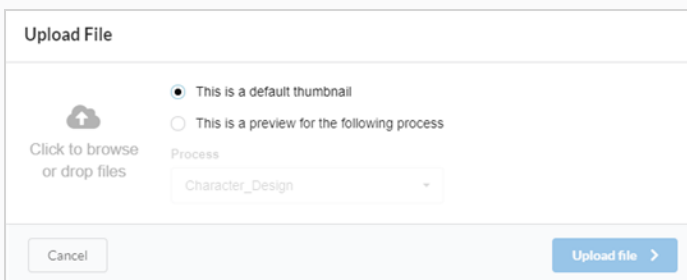 Upload File
This is a default thumbnail
This is a preview for the following process
Click to browse
or drop files
Process
Character_Design
Cancel
Upload file